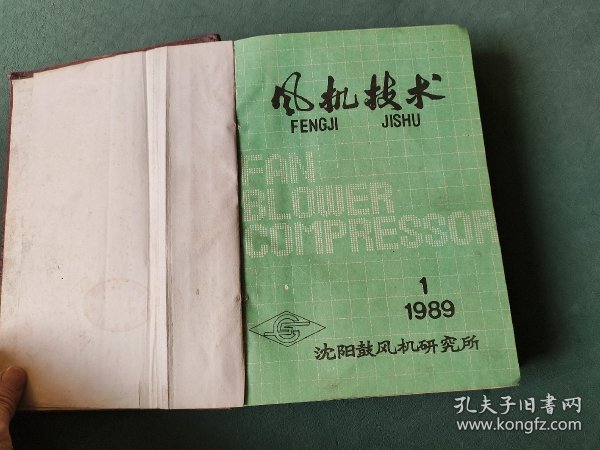 风机技术
FENGJI JISHU
FAN
BLOWER
COMPRESSOR
1
1989
沈阳鼓风机研究所
孔夫子旧书网
www.kongfz.com